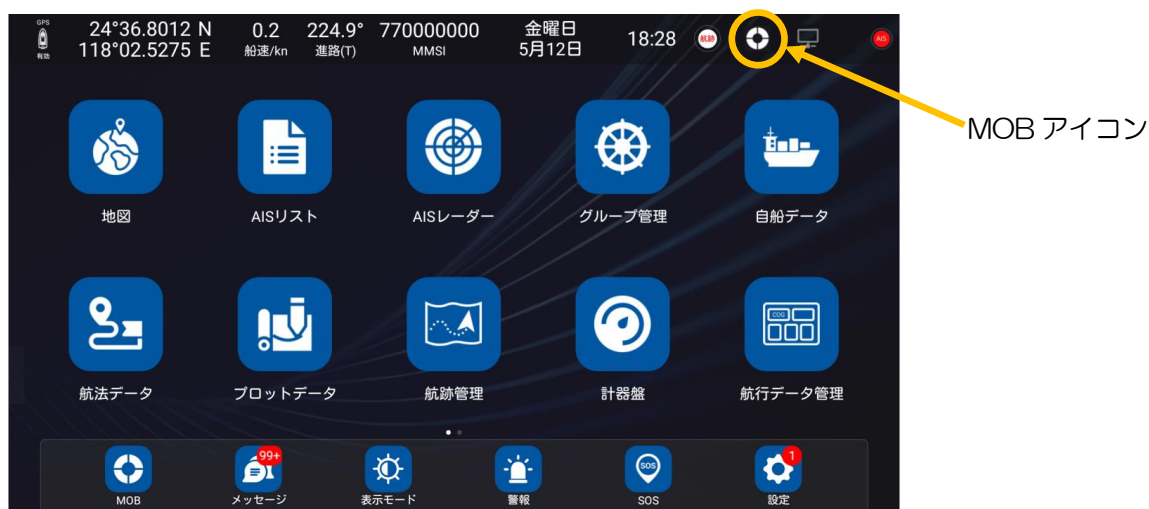 GPS
有効
24°36.8012 N
118°02.5275 E
0.2
船速/kn
224.9°
進路(T)
770000000
MMSI
金曜日
5月12日
18:28
航跡
AIS
MOB アイコン
地図
AISリスト
AISレーダー
グループ管理
自船データ
COG
航法データ
プロットデータ
航跡管理
計器盤
航行データ管理
99+
SOS
1
MOB
メッセージ
表示モード
警報
SOS
設定